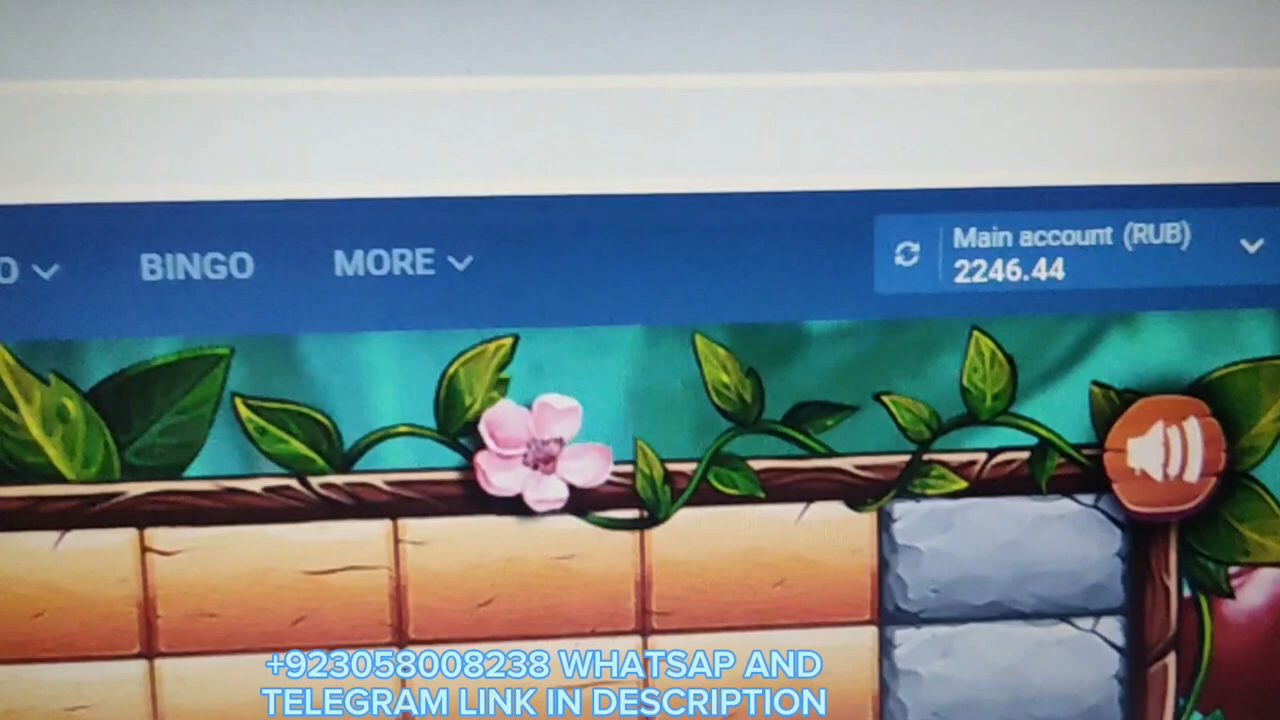 O
BINGO
MORE
Main account (RUB)
2246.44
+923058008238 WHATSAP AND
TELEGRAM LINK IN DESCRIPTION